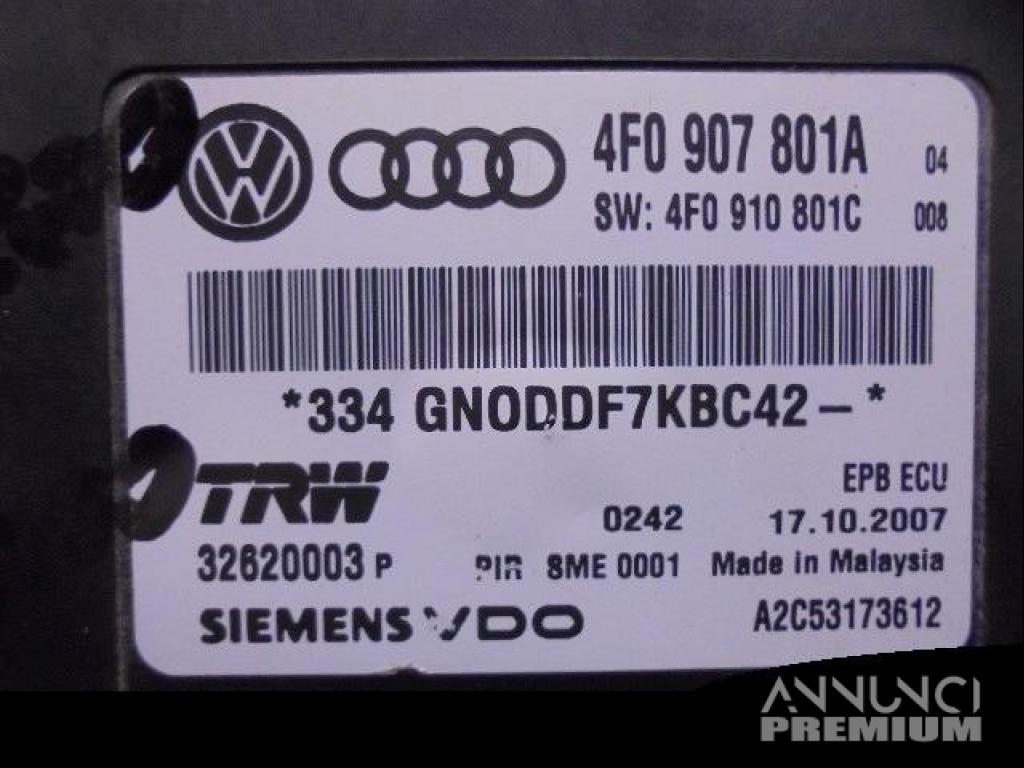 4F0 907 801A 04
SW: 4F0 910 801C 008
*334 GNODDF7KBC42-*
TRW
EPB ECU
0242 17.10.2007
32620003 P PIR SME 0001 Made in Malaysia
SIEMENS VDO A2C53173612
ANNUNCI
PREMIUM